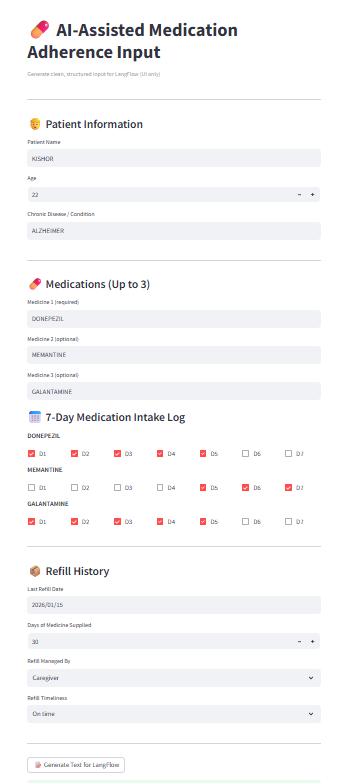 AI-Assisted Medication
Adherence Input
Generate clean, structured input for LangFlow (UI only)
Patient Information
Patient Name
KISHOR
Age
22
Chronic Disease / Condition
ALZHEIMER
Medications (Up to 3)
Medicine 1 (required)
DONEPEZIL
Medicine 2 (optional)
MEMANTINE
Medicine 3 (optional)
GALANTAMINE
7-Day Medication Intake Log
DONEPEZIL
D1 D2 D3 D4 D5 D6 D7
MEMANTINE
D1 D2 D3 D4 D5 D6 D7
GALANTAMINE
D1 D2 D3 D4 D5 D6 D7
Refill History
Last Refill Date
2026/01/15
Days of Medicine Supplied
30
Refill Managed By
Caregiver
Refill Timeliness
On time
Generate Text for LangFlow